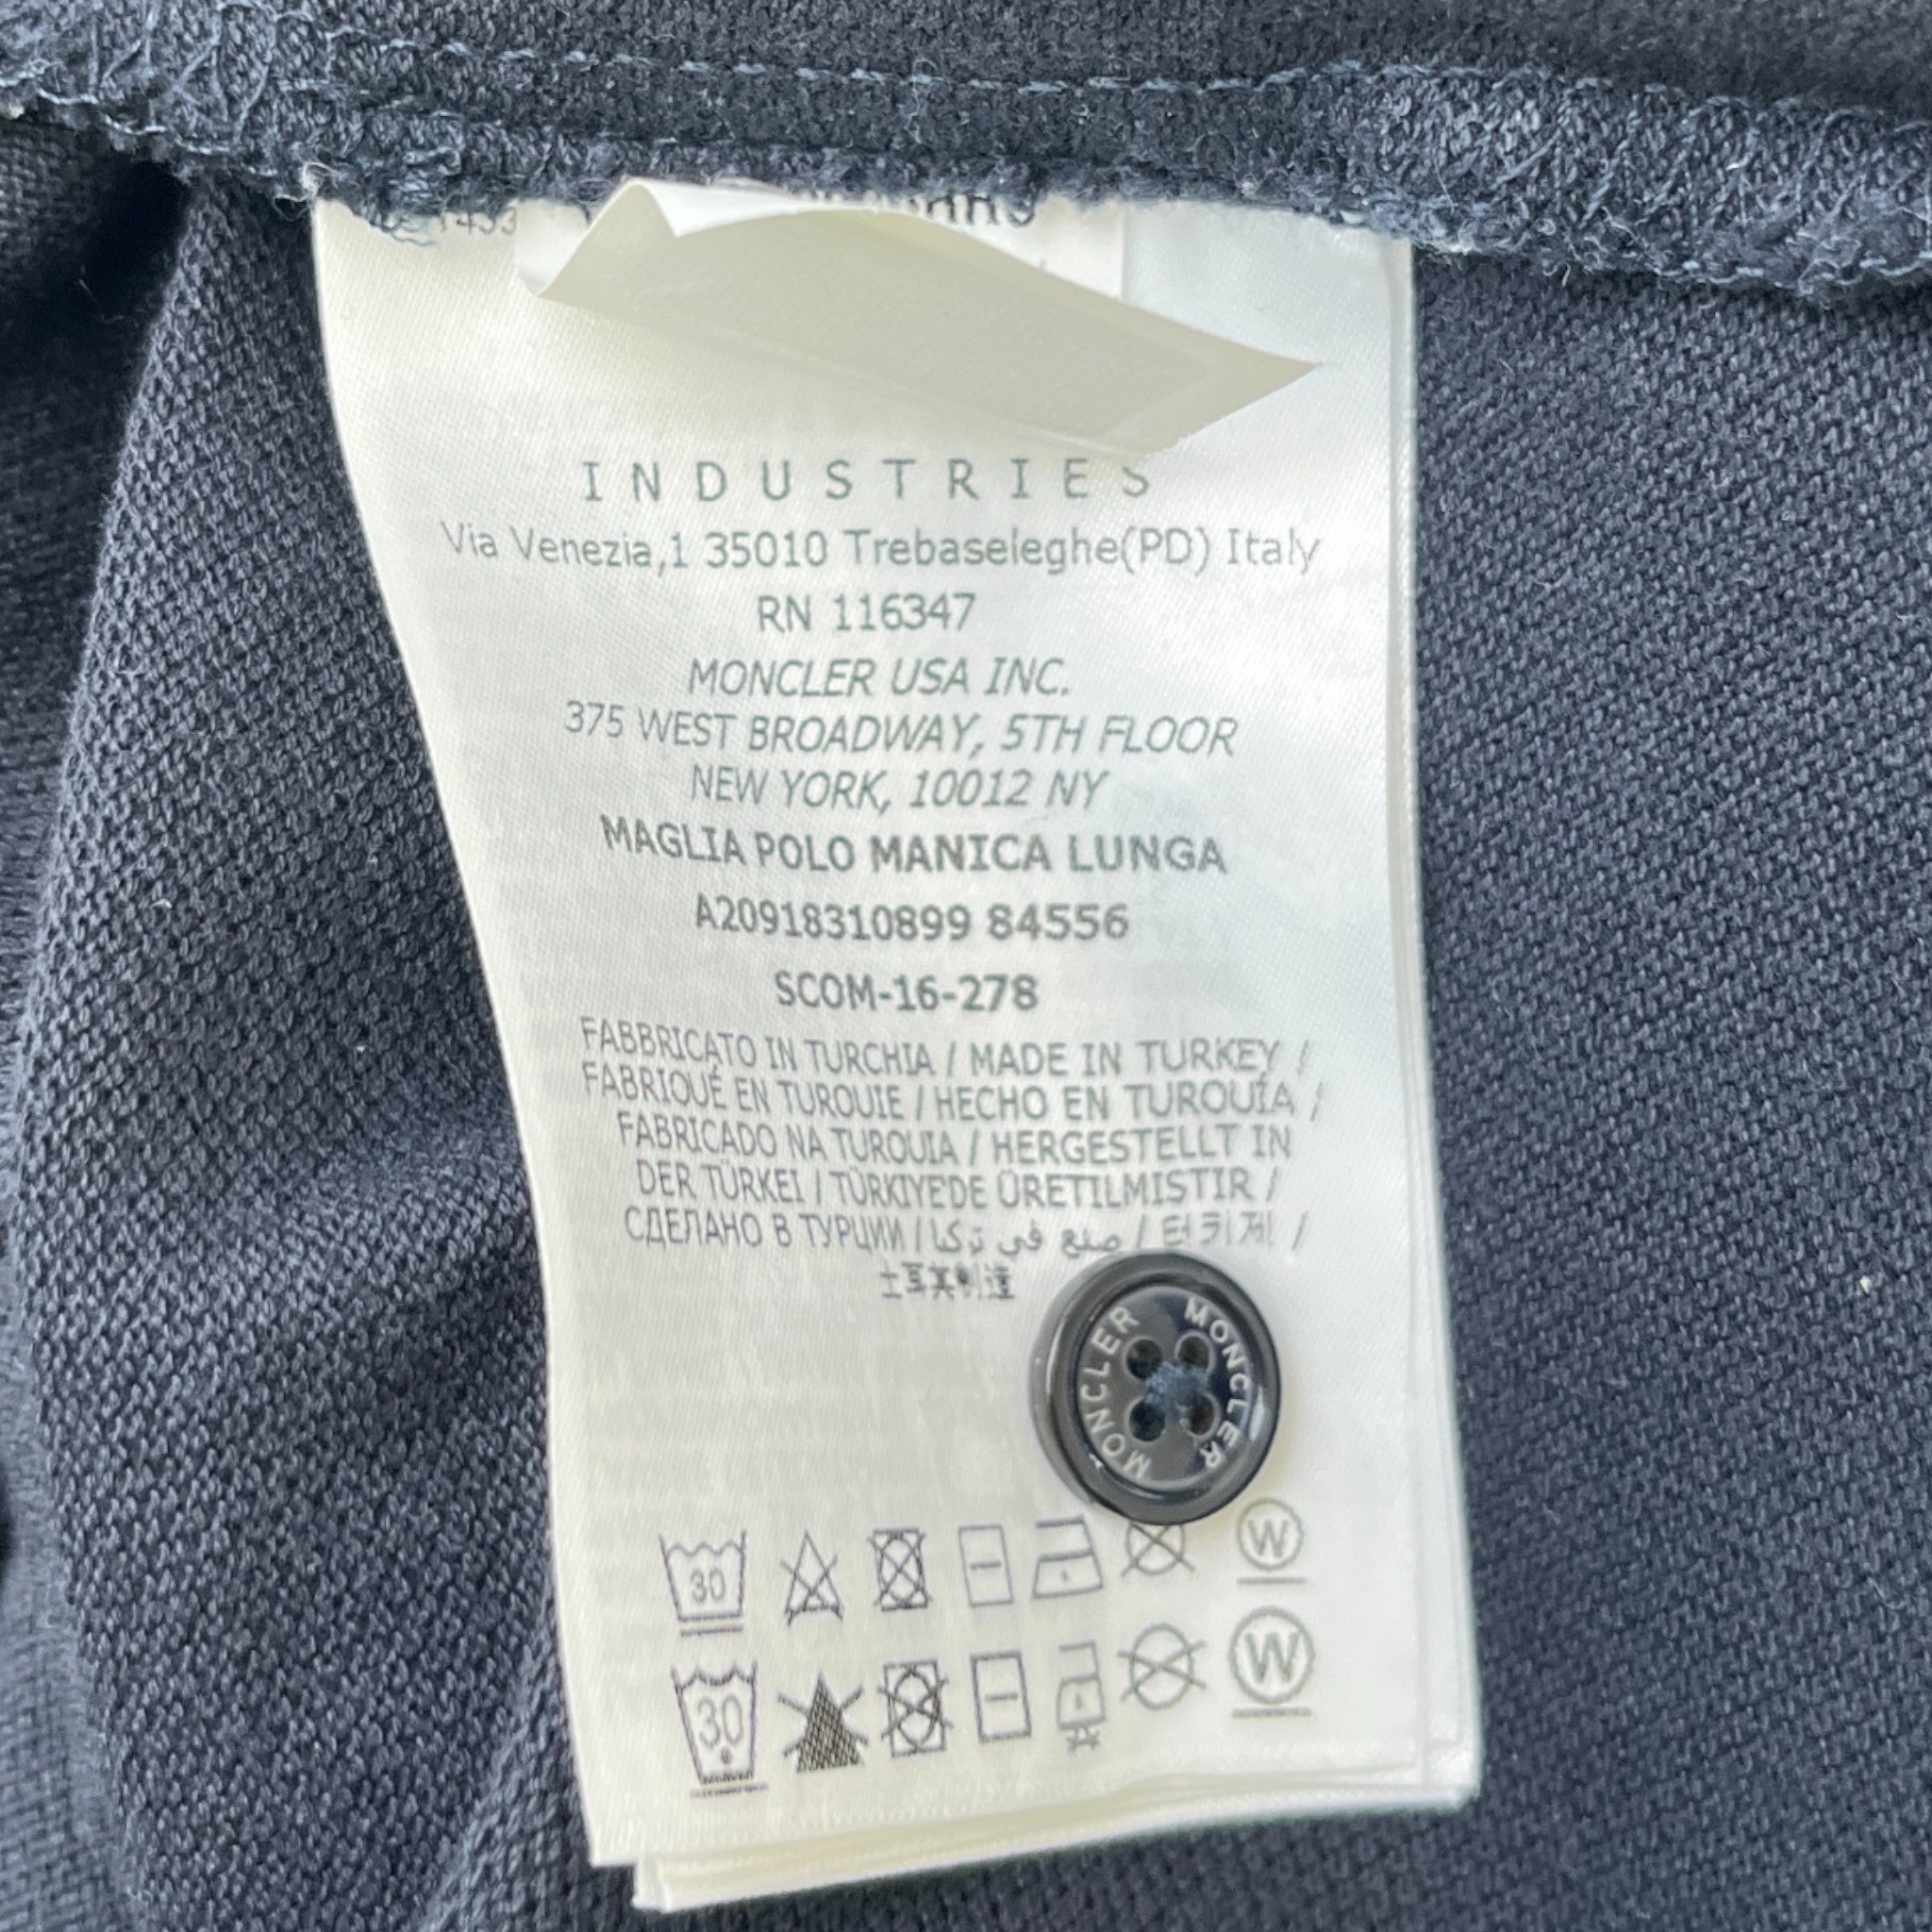 I N D U S T R I E S
Via Venezia,1 35010 Trebaseleghe(PD) Italy
RN 116347
MONCLER USA INC.
375 WEST BROADWAY, 5TH FLOOR
NEW YORK, 10012 NY
MAGLIA POLO MANICA LUNGA
A20918310899 84556
SCOM-16-278
FABBRICATO IN TURCHIA / MADE IN TURKEY /
FABRIQUÉ EN TURQUIE / HECHO EN TURQUÍA /
FABRICADO NA TURQUIA / HERGESTELLT IN
DER TÜRKEI / TÜRKIYE'DE ÜRETILMISTIR /
СДЕЛАНО В ТУРЦИИ / صنع في تركيا / 터키제 /
土耳其制造
MONCLER MONCLER
30 W
30 W